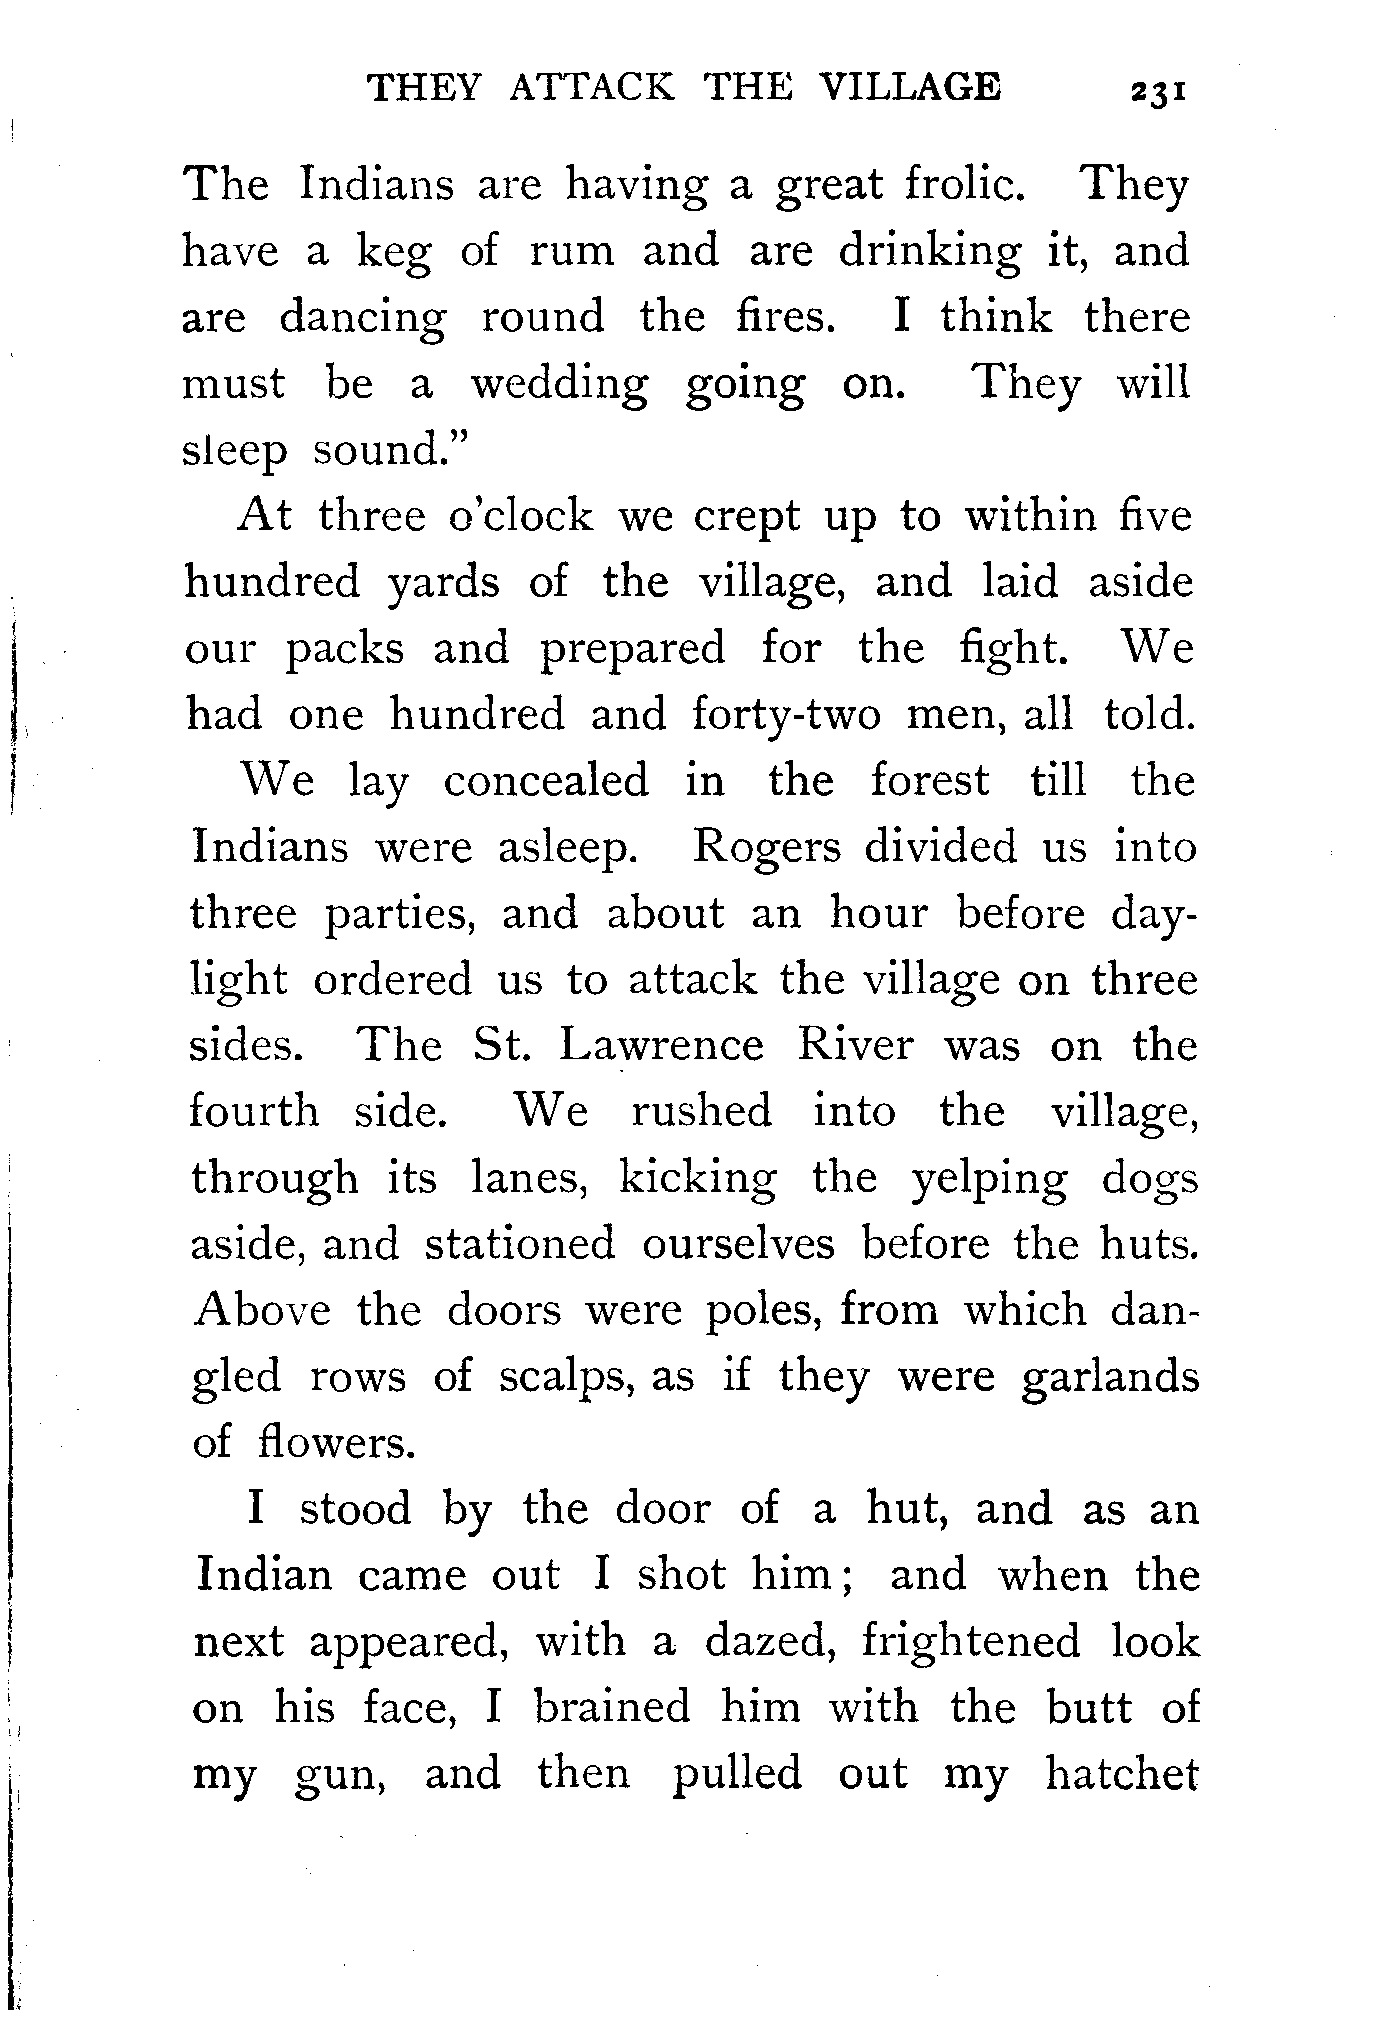 THEY ATTACK THE VILLAGE 231
The Indians are having a great frolic. They
have a keg of rum and are drinking it, and
are dancing round the fires. I think there
must be a wedding going on. They will
sleep sound."
At three o'clock we crept up to within five
hundred yards of the village, and laid aside
our packs and prepared for the fight. We
had one hundred and forty-two men, all told.
We lay concealed in the forest till the
Indians were asleep. Rogers divided us into
three parties, and about an hour before day-
light ordered us to attack the village on three
sides. The St. Lawrence River was on the
fourth side. We rushed into the village,
through its lanes, kicking the yelping dogs
aside, and stationed ourselves before the huts.
Above the doors were poles, from which dan-
gled rows of scalps, as if they were garlands
of flowers.
I stood by the door of a hut, and as an
Indian came out I shot him; and when the
next appeared, with a dazed, frightened look
on his face, I brained him with the butt of
my gun, and then pulled out my hatchet